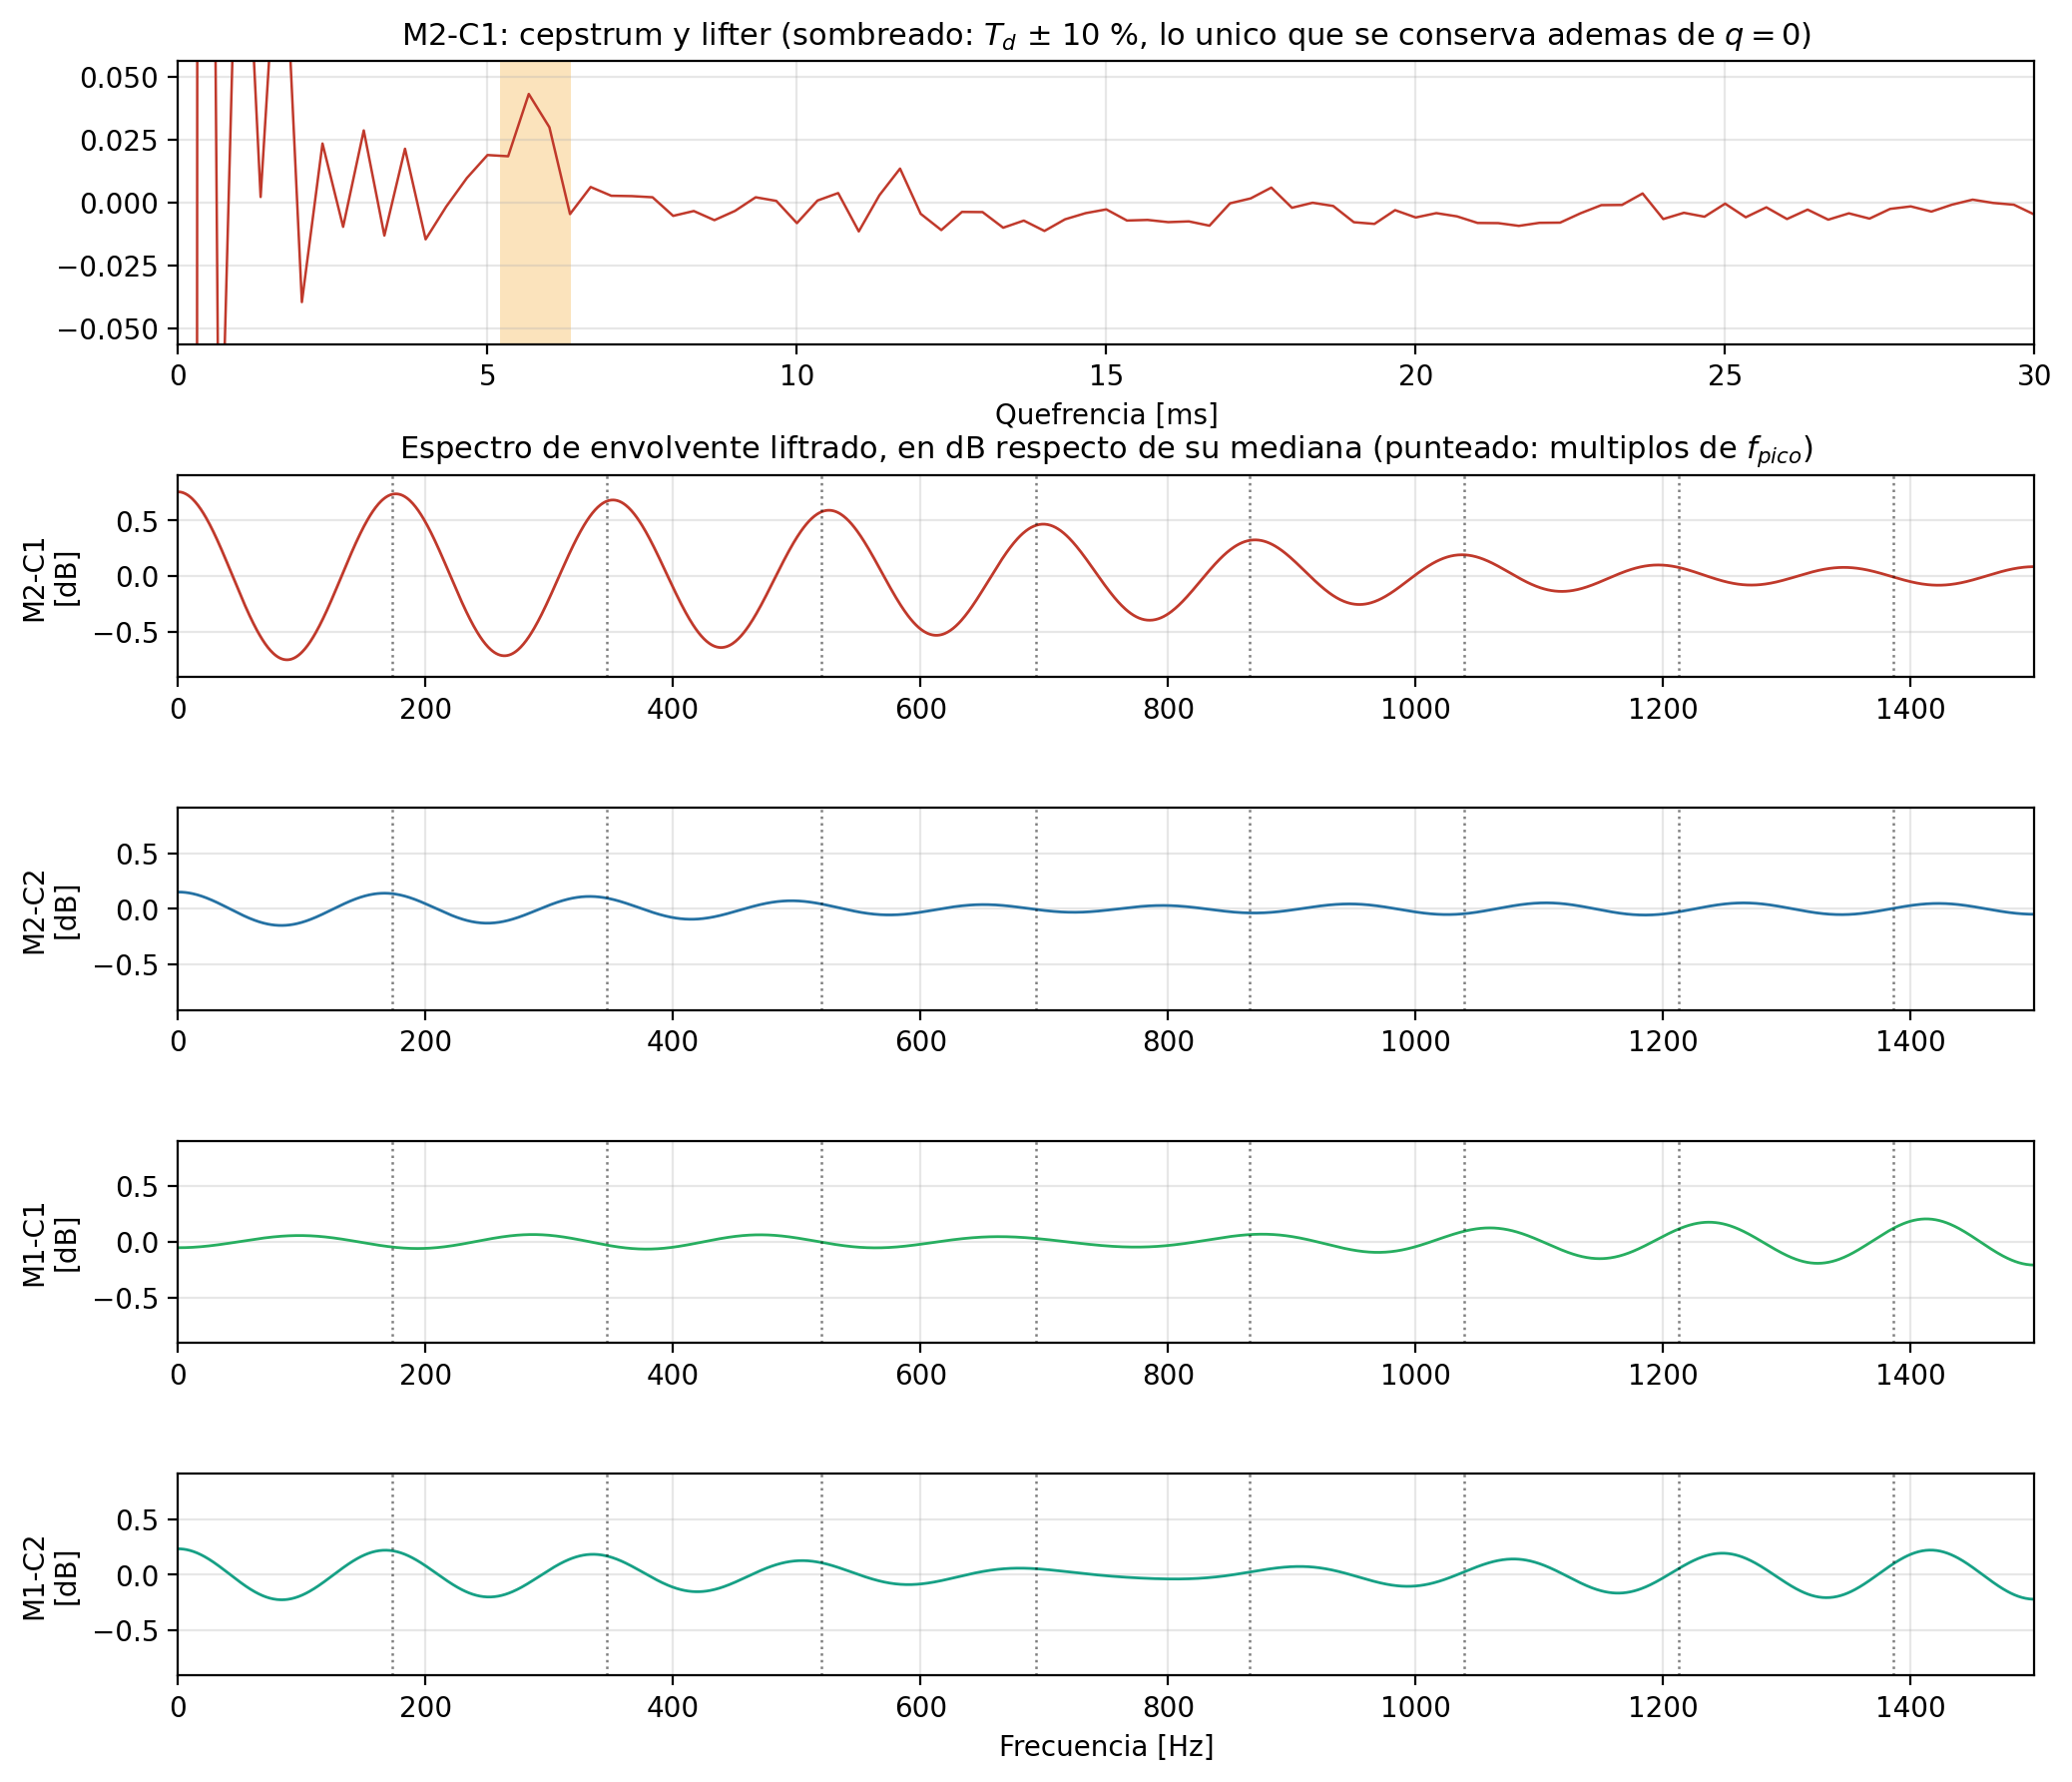 M2-C1: cepstrum y lifter (sombreado: T_d ± 10 %, lo unico que se conserva ademas de q = 0)
0.050
0.025
0.000
−0.025
−0.050
0 5 10 15 20 25 30
Quefrencia [ms]
Espectro de envolvente liftrado, en dB respecto de su mediana (punteado: multiplos de f_pico)
M2-C1
[dB]
0.5
0.0
−0.5
0 200 400 600 800 1000 1200 1400
M2-C2
[dB]
0.5
0.0
−0.5
0 200 400 600 800 1000 1200 1400
M1-C1
[dB]
0.5
0.0
−0.5
0 200 400 600 800 1000 1200 1400
M1-C2
[dB]
0.5
0.0
−0.5
0 200 400 600 800 1000 1200 1400
Frecuencia [Hz]